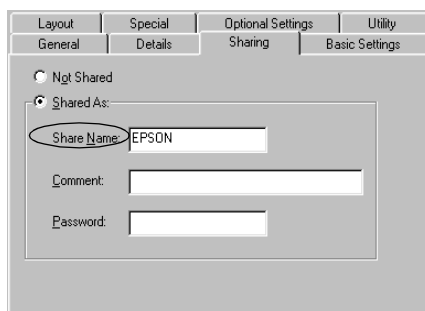 Layout Special Optional Settings Utility
General Details Sharing Basic Settings
Not Shared
Shared As:
Share Name: EPSON
Comment:
Password: